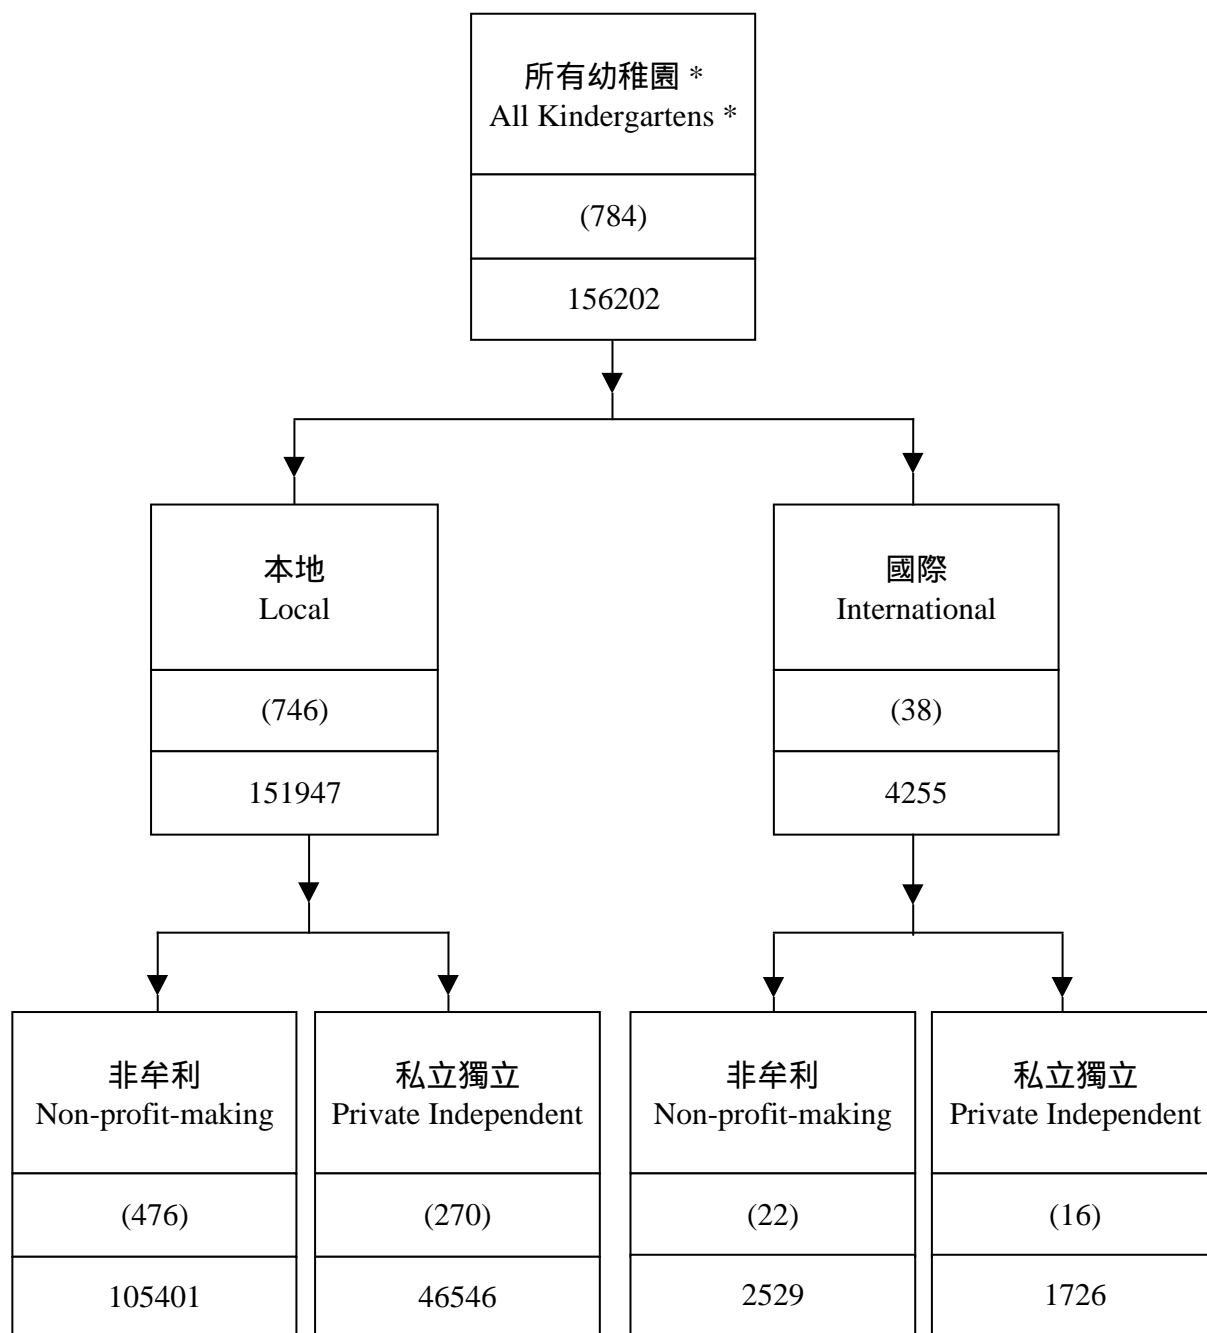 所有幼稚園 *
All Kindergartens *
(784)
156202
本地
Local
(746)
151947
國際
International
(38)
4255
非牟利
Non-profit-making
(476)
105401
私立獨立
Private Independent
(270)
46546
非牟利
Non-profit-making
(22)
2529
私立獨立
Private Independent
(16)
1726